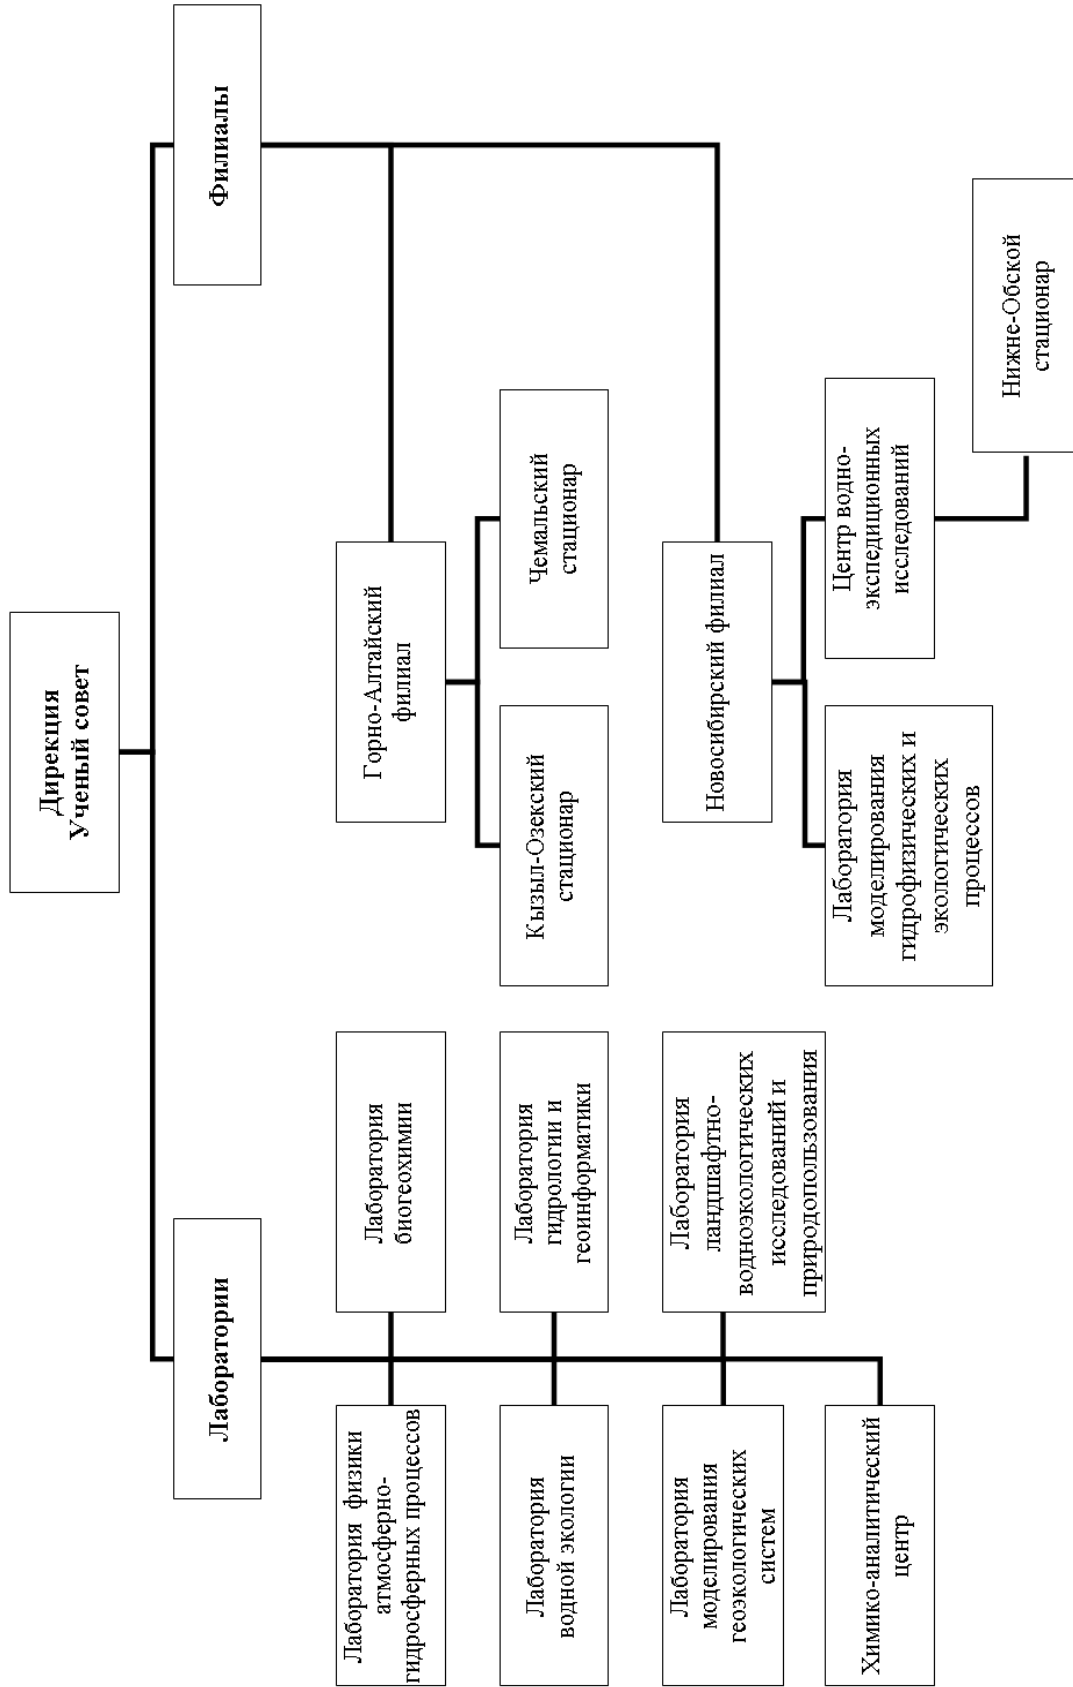 Дирекция
Ученый совет
Лаборатории
Филиалы
Лаборатория физики
атмосферно-
гидросферных процессов
Лаборатория
биогеохимии
Лаборатория
водной экологии
Лаборатория
гидрологии и
геоинформатики
Лаборатория
моделирования
геоэкологических
систем
Лаборатория
ландшафтно-
водноэкологических
исследований и
природопользования
Химико-аналитический
центр
Горно-Алтайский
филиал
Кызыл-Озекский
стационар
Чемальский
стационар
Новосибирский филиал
Лаборатория
моделирования
гидрофизических и
экологических
процессов
Центр водно-
экспедиционных
исследований
Нижне-Обской
стационар